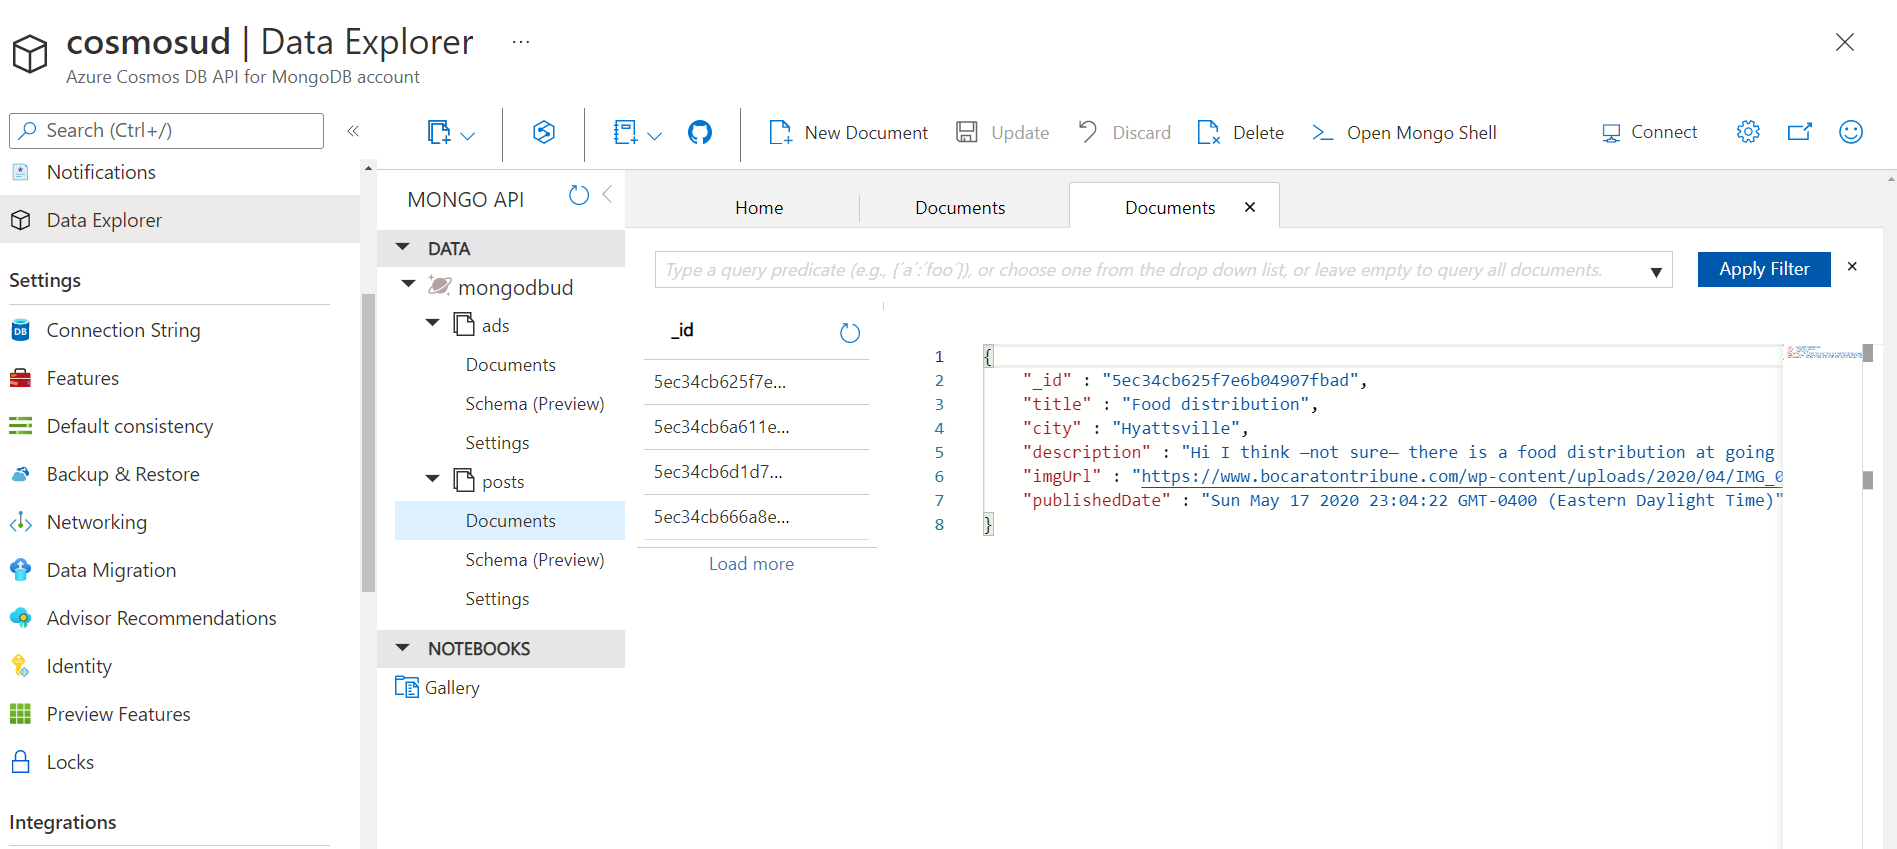 cosmosud | Data Explorer ...
Azure Cosmos DB API for MongoDB account
Search (Ctrl+/)
«
New Document
Update
Discard
Delete
Open Mongo Shell
Connect
Notifications
Data Explorer
Settings
Connection String
Features
Default consistency
Backup & Restore
Networking
Data Migration
Advisor Recommendations
Identity
Preview Features
Locks
Integrations
MONGO API
DATA
mongodbud
ads
Documents
Schema (Preview)
Settings
posts
Documents
Schema (Preview)
Settings
NOTEBOOKS
Gallery
Home
Documents
Documents
Type a query predicate (e.g., {´a´:´foo´}), or choose one from the drop down list, or leave empty to query all documents.
Apply Filter
_id
5ec34cb625f7e...
5ec34cb6a611e...
5ec34cb6d1d7...
5ec34cb666a8e...
Load more
1 {
2 "_id" : "5ec34cb625f7e6b04907fbad",
3 "title" : "Food distribution",
4 "city" : "Hyattsville",
5 "description" : "Hi I think —not sure— there is a food distribution at going
6 "imgUrl" : "https://www.bocaratontribune.com/wp-content/uploads/2020/04/IMG_0
7 "publishedDate" : "Sun May 17 2020 23:04:22 GMT-0400 (Eastern Daylight Time)"
8 }